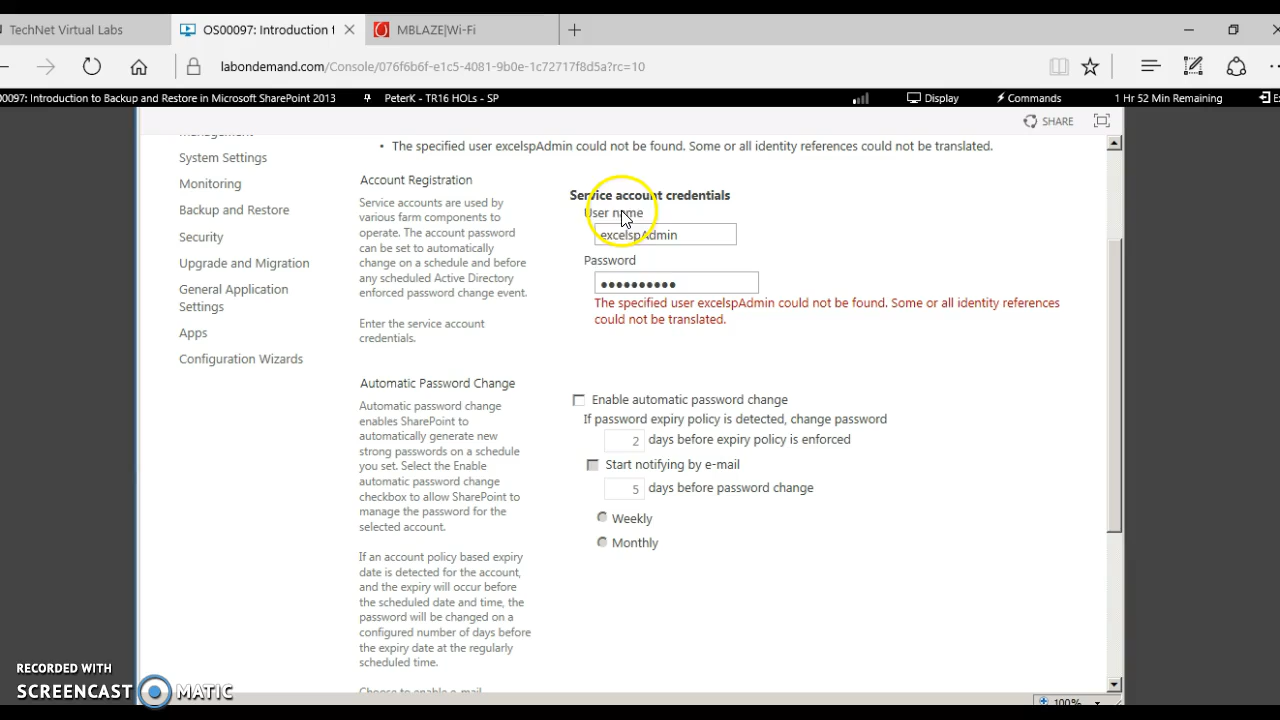 TechNet Virtual Labs
OS00097: Introduction t
MBLAZE|Wi-Fi
labondemand.com/Console/076f6b6f-e1c5-4081-9b0e-1c72717f8d5a?rc=10
0097: Introduction to Backup and Restore in Microsoft SharePoint 2013
PeterK - TR16 HOLs - SP
Display
Commands
1 Hr 52 Min Remaining
SHARE
Management
System Settings
Monitoring
Backup and Restore
Security
Upgrade and Migration
General Application
Settings
Apps
Configuration Wizards
• The specified user excelspAdmin could not be found. Some or all identity references could not be translated.
Account Registration
Service accounts are used by
various farm components to
operate. The account password
can be set to automatically
change on a schedule and before
any scheduled Active Directory
enforced password change event.
Enter the service account
credentials.
Service account credentials
User name
excelspAdmin
Password
The specified user excelspAdmin could not be found. Some or all identity references
could not be translated.
Automatic Password Change
Automatic password change
enables SharePoint to
automatically generate new
strong passwords on a schedule
you set. Select the Enable
automatic password change
checkbox to allow SharePoint to
manage the password for the
selected account.
If an account policy based expiry
date is detected for the account,
and the expiry will occur before
the scheduled date and time, the
password will be changed on a
configured number of days before
the expiry date at the regularly
scheduled time.
Choose to enable e-mail
Enable automatic password change
If password expiry policy is detected, change password
2 days before expiry policy is enforced
Start notifying by e-mail
5 days before password change
Weekly
Monthly
100%
RECORDED WITH
SCREENCAST MATIC